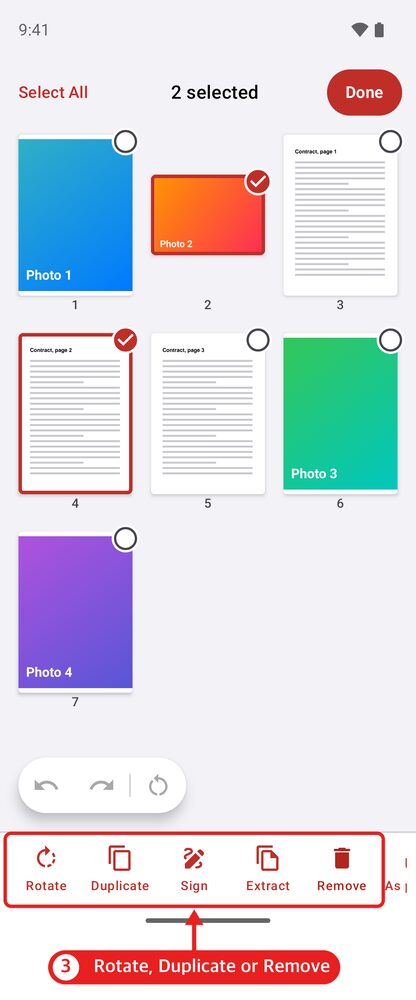 9:41
Select All
2 selected
Done
Photo 1
1
Photo 2
2
Contract, page 1
3
Contract, page 2
4
Contract, page 3
5
Photo 3
6
Photo 4
7
Rotate
Duplicate
Sign
Extract
Remove
As
3 Rotate, Duplicate or Remove